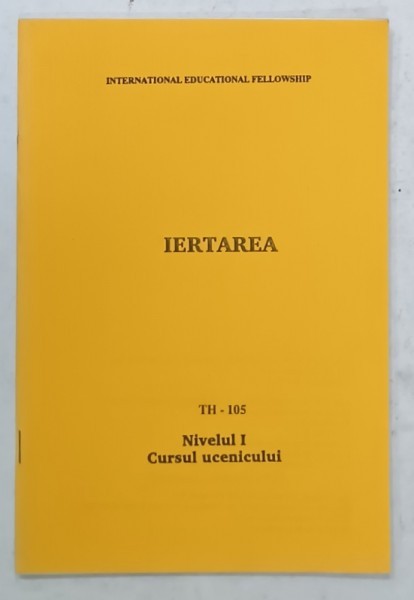 INTERNATIONAL EDUCATIONAL FELLOWSHIP
IERTAREA
TH - 105
Nivelul I
Cursul ucenicului